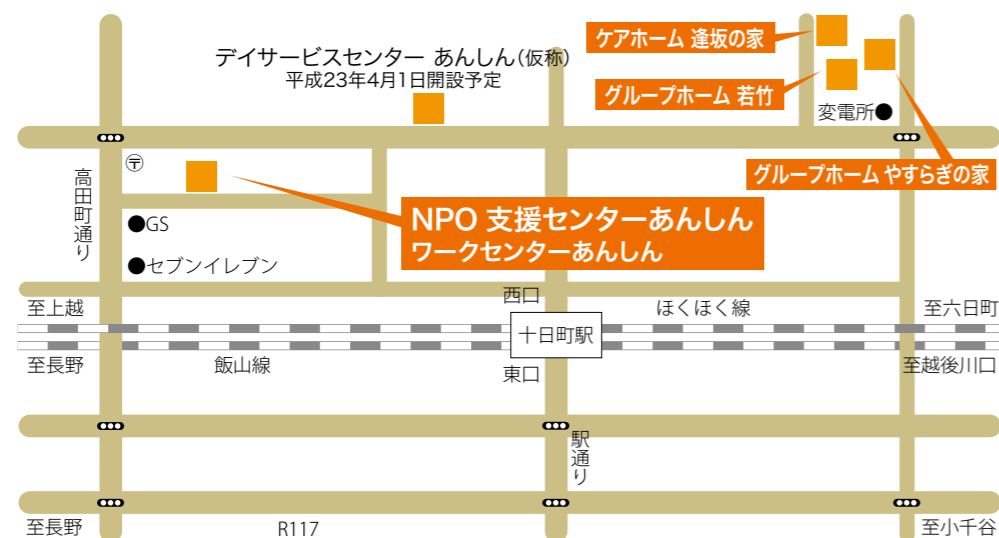 ケアホーム 逢坂の家
デイサービスセンター あんしん(仮称)
平成23年4月1日開設予定
グループホーム 若竹
変電所●
〒
高田町通り
グループホーム やすらぎの家
NPO 支援センターあんしん
ワークセンターあんしん
●GS
●セブンイレブン
西口
至上越
ほくほく線
至六日町
十日町駅
至長野
飯山線
東口
至越後川口
駅通り
至長野
R117
至小千谷